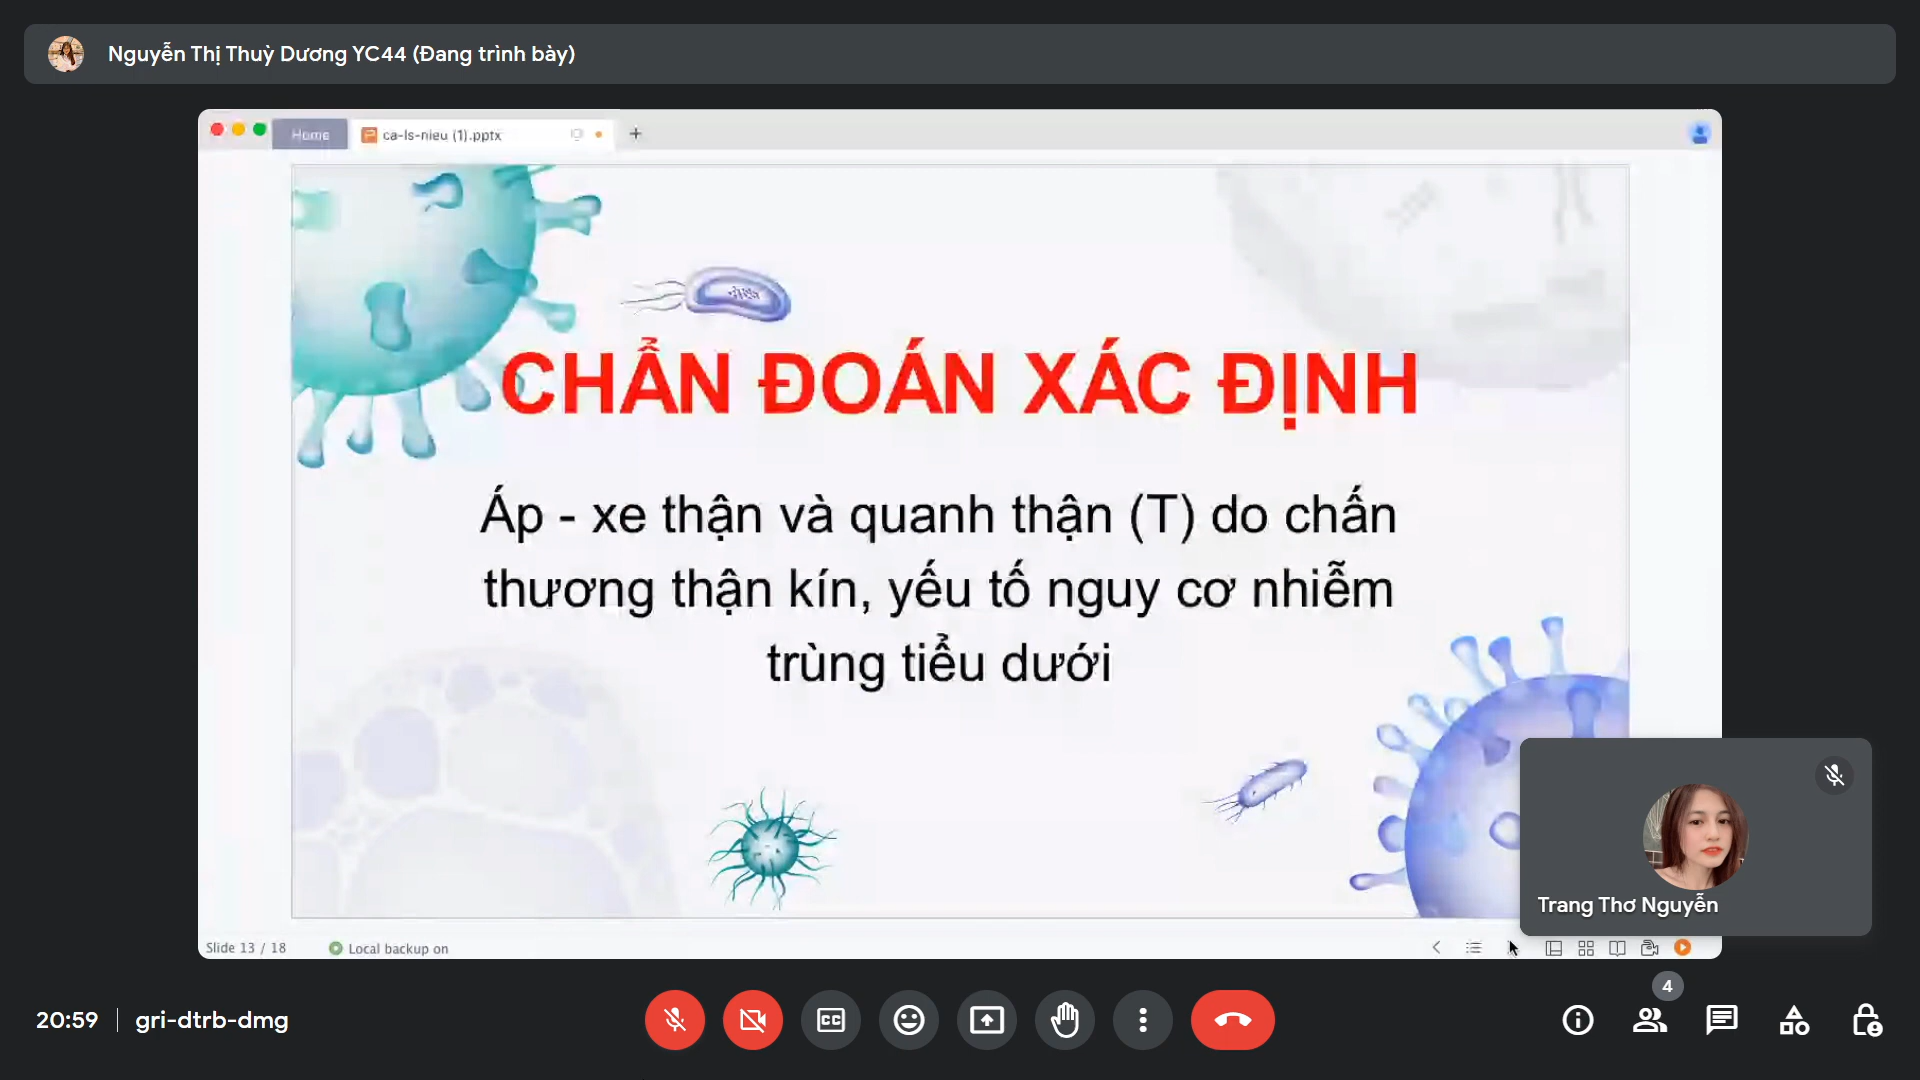 Nguyễn Thị Thuỳ Dương YC44 (Đang trình bày)
Home
ca-ls-nieu (1).pptx
CHẨN ĐOÁN XÁC ĐỊNH
Áp - xe thận và quanh thận (T) do chấn
thương thận kín, yếu tố nguy cơ nhiễm
trùng tiểu dưới
Trang Thơ Nguyễn
Slide 13 / 18
Local backup on
4
20:59
gri-dtrb-dmg
CC